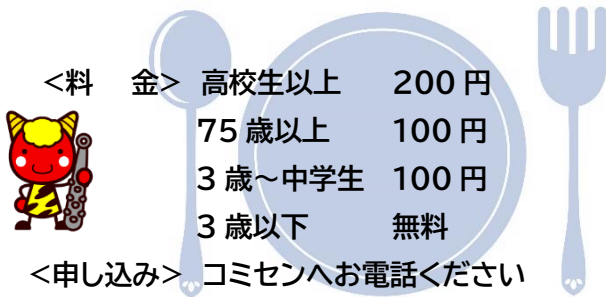 <料　金> 高校生以上　200円
75歳以上　100円
3歳～中学生　100円
3歳以下　無料
<申し込み> コミセンへお電話ください